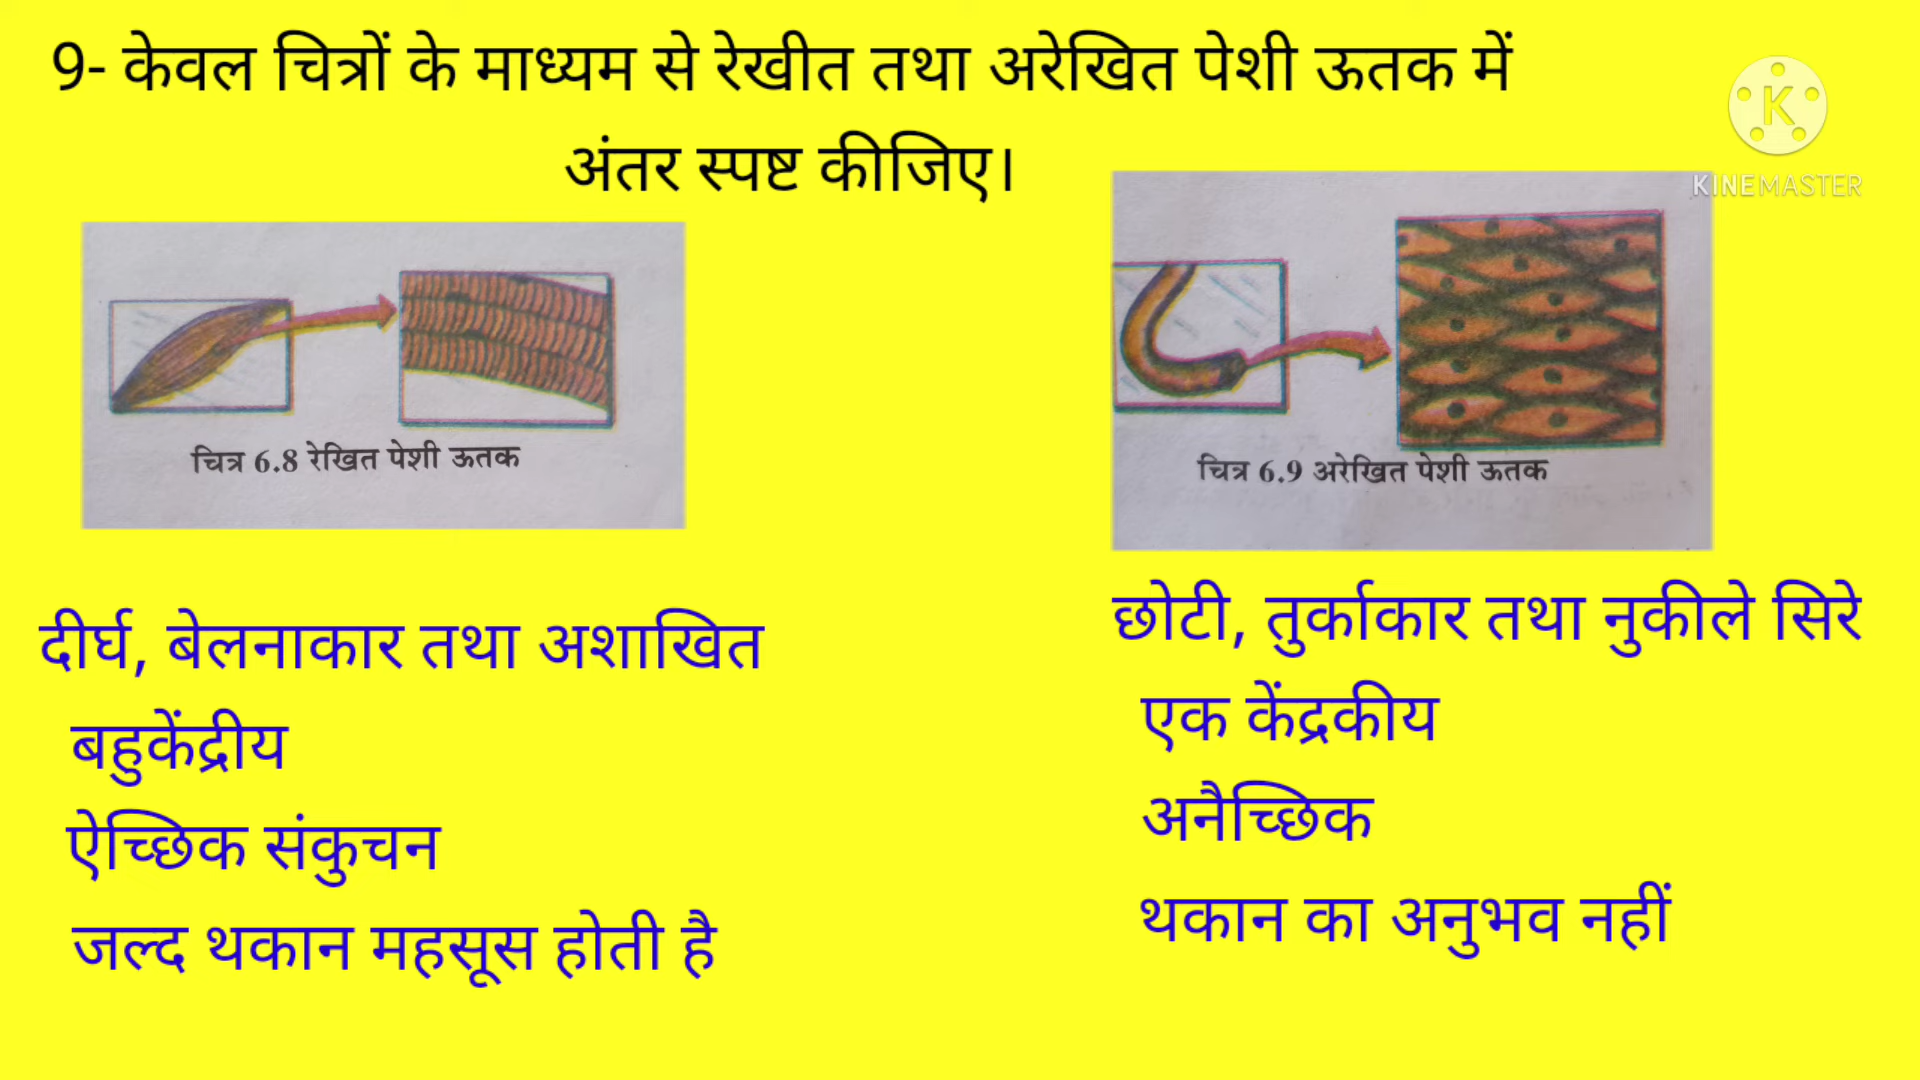 9- केवल चित्रों के माध्यम से रेखीत तथा अरेखित पेशी ऊतक में
अंतर स्पष्ट कीजिए।
KINEMASTER
चित्र 6.8 रेखित पेशी ऊतक
चित्र 6.9 अरेखित पेशी ऊतक
दीर्घ, बेलनाकार तथा अशाखित
बहुकेंद्रीय
ऐच्छिक संकुचन
जल्द थकान महसूस होती है
छोटी, तुर्काकार तथा नुकीले सिरे
एक केंद्रकीय
अनैच्छिक
थकान का अनुभव नहीं